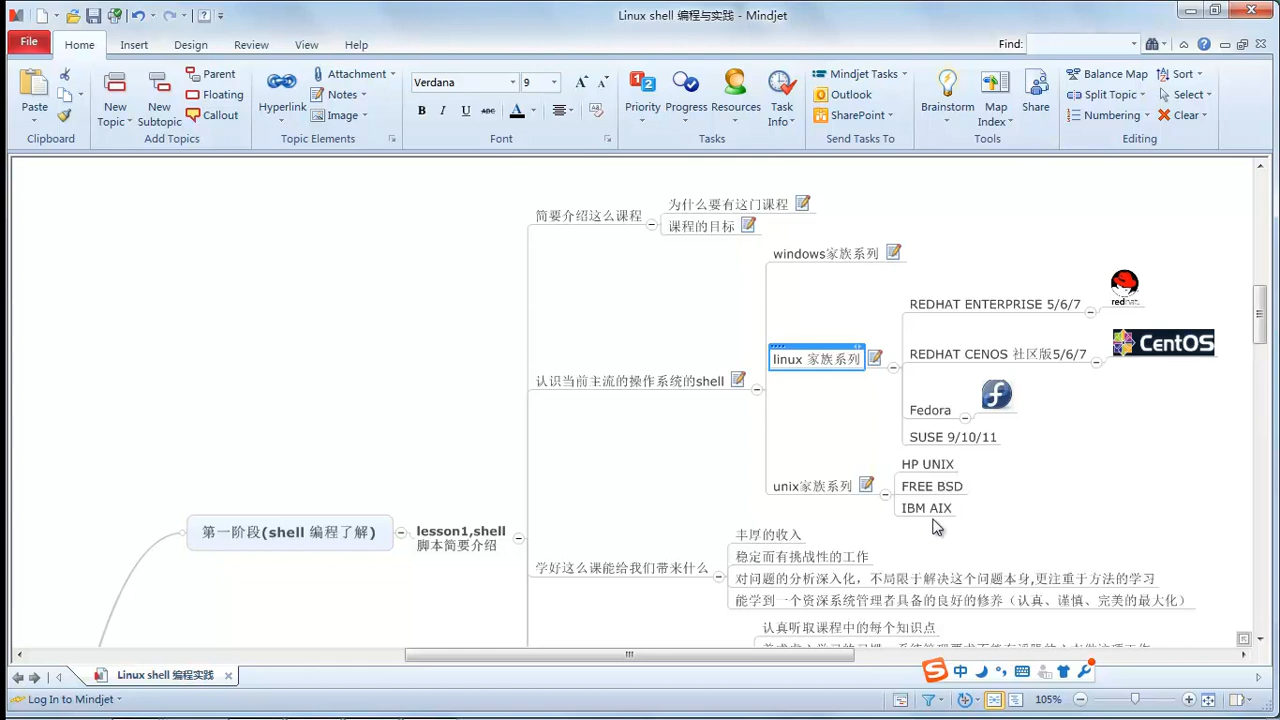 Linux shell 编程与实践 - Mindjet
File
Home
Insert
Design
Review
View
Help
Find:
Paste
Clipboard
New Topic
New Subtopic
Parent
Floating
Callout
Add Topics
Hyperlink
Attachment
Notes
Image
Topic Elements
Verdana
9
B I U abc A
Font
Priority
Progress
Resources
Task Info
Tasks
Mindjet Tasks
Outlook
SharePoint
Send Tasks To
Brainstorm
Map Index
Share
Tools
Balance Map
Split Topic
Numbering
Sort
Select
Clear
Editing
简要介绍这么课程
为什么要有这门课程
课程的目标
windows家族系列
REDHAT ENTERPRISE 5/6/7
redhat
linux 家族系列
REDHAT CENOS 社区版5/6/7
CentOS
认识当前主流的操作系统的shell
Fedora
SUSE 9/10/11
unix家族系列
HP UNIX
FREE BSD
IBM AIX
第一阶段(shell 编程了解)
lesson1,shell
脚本简要介绍
学好这么课能给我们带来什么
丰厚的收入
稳定而有挑战性的工作
对问题的分析深入化，不局限于解决这个问题本身,更注重于方法的学习
能学到一个资深系统管理者具备的良好的修养（认真、谨慎、完美的最大化）
认真听取课程中的每个知识点
Linux shell 编程实践
中
Log In to Mindjet
105%